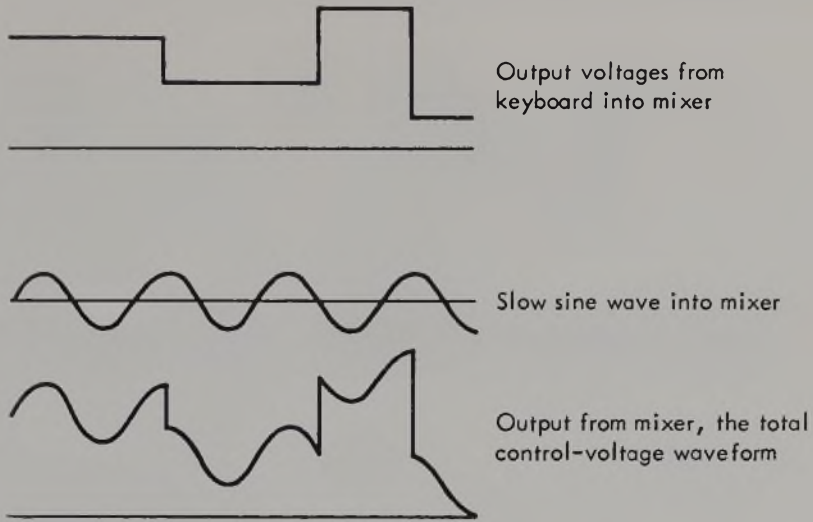 Output voltages from
keyboard into mixer
Slow sine wave into mixer
Output from mixer, the total
control-voltage waveform